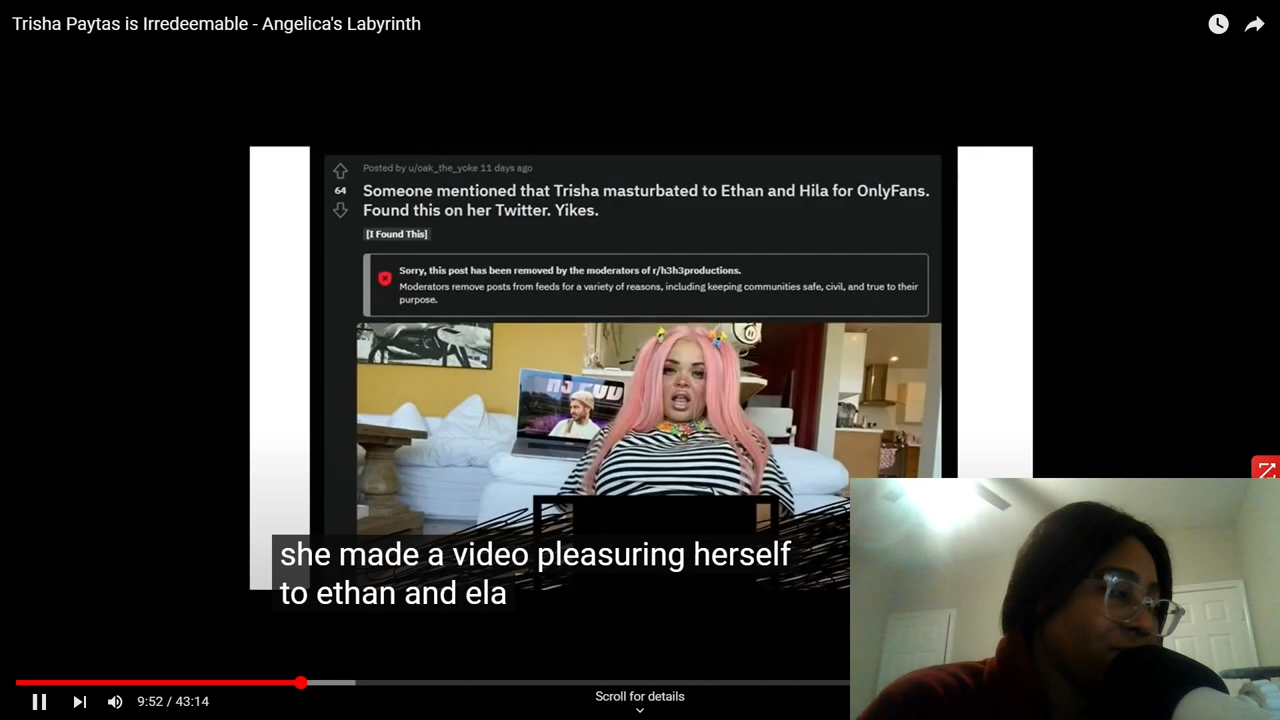 Trisha Paytas is Irredeemable - Angelica's Labyrinth
Posted by u/oak_the_yoke 11 days ago
64
Someone mentioned that Trisha masturbated to Ethan and Hila for OnlyFans.
Found this on her Twitter. Yikes.
[I Found This]
Sorry, this post has been removed by the moderators of r/h3h3productions.
Moderators remove posts from feeds for a variety of reasons, including keeping communities safe, civil, and true to their
purpose.
she made a video pleasuring herself
to ethan and ela
9:52 / 43:14
Scroll for details